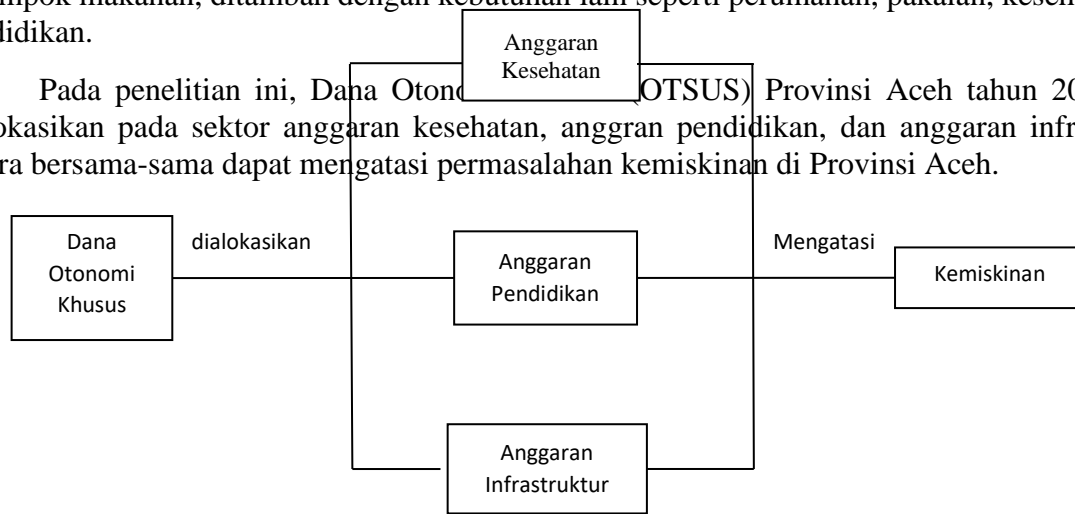 mpok makanan, ditambah dengan kebutuhan lain seperti perumahan, pakaian, keseh
didikan.
Anggaran
Kesehatan
Pada penelitian ini, Dana Otono (OTSUS) Provinsi Aceh tahun 20
okasikan pada sektor anggaran kesehatan, anggran pendidikan, dan anggaran infr
ra bersama-sama dapat mengatasi permasalahan kemiskinan di Provinsi Aceh.
Dana
Otonomi
Khusus
dialokasikan
Anggaran
Pendidikan
Mengatasi
Kemiskinan
Anggaran
Infrastruktur